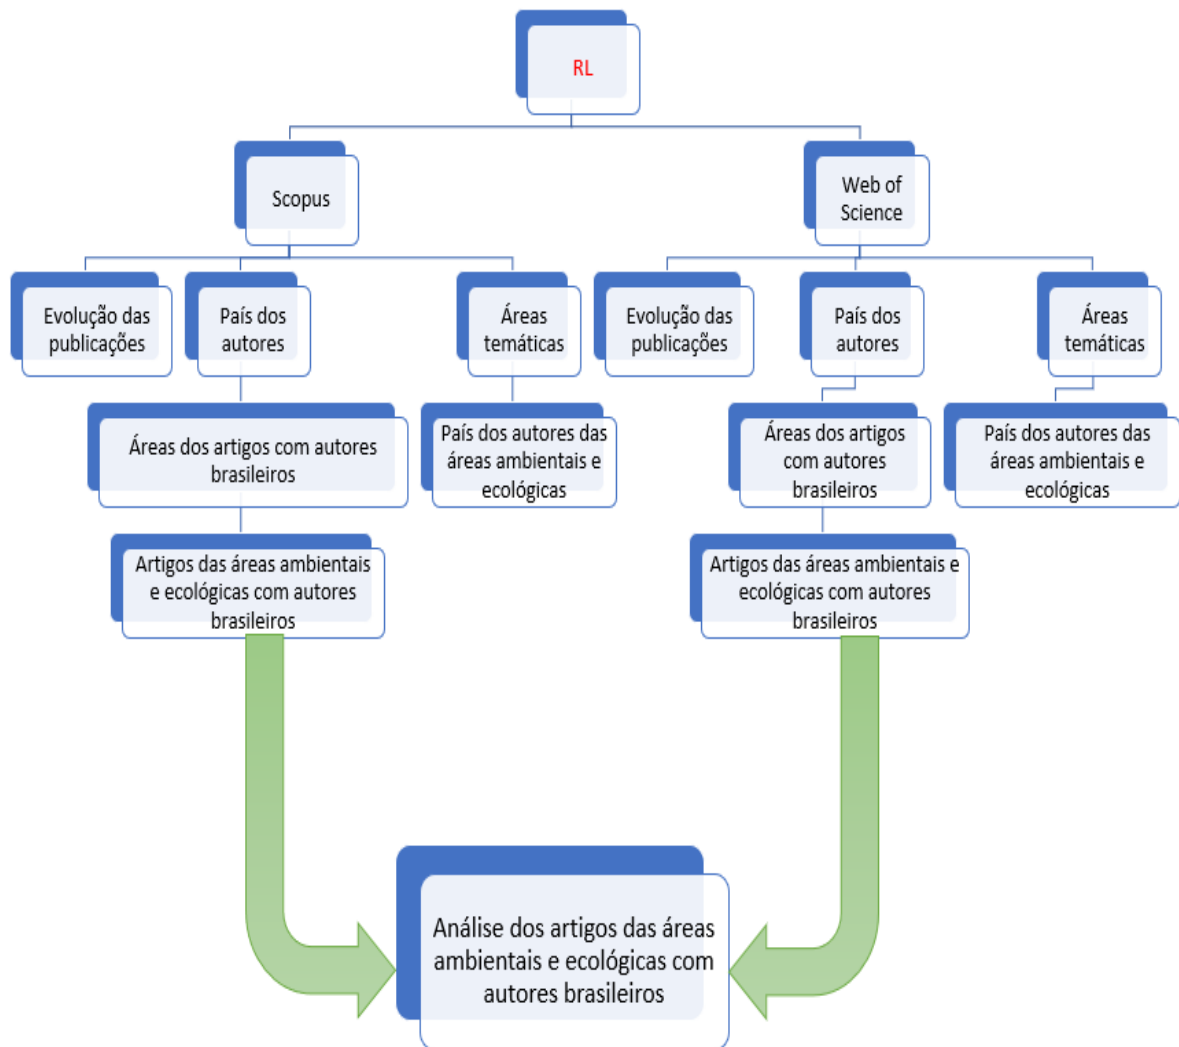 RL
Scopus
Web of
Science
Evolução das
publicações
País dos
autores
Áreas
temáticas
Evolução das
publicações
País dos
autores
Áreas
temáticas
Áreas dos artigos com autores
brasileiros
País dos autores das
áreas ambientais e
ecológicas
Áreas dos artigos
com autores
brasileiros
País dos autores das
áreas ambientais e
ecológicas
Artigos das áreas ambientais
e ecológicas com autores
brasileiros
Artigos das áreas ambientais e
ecológicas com autores
brasileiros
Análise dos artigos das áreas
ambientais e ecológicas com
autores brasileiros